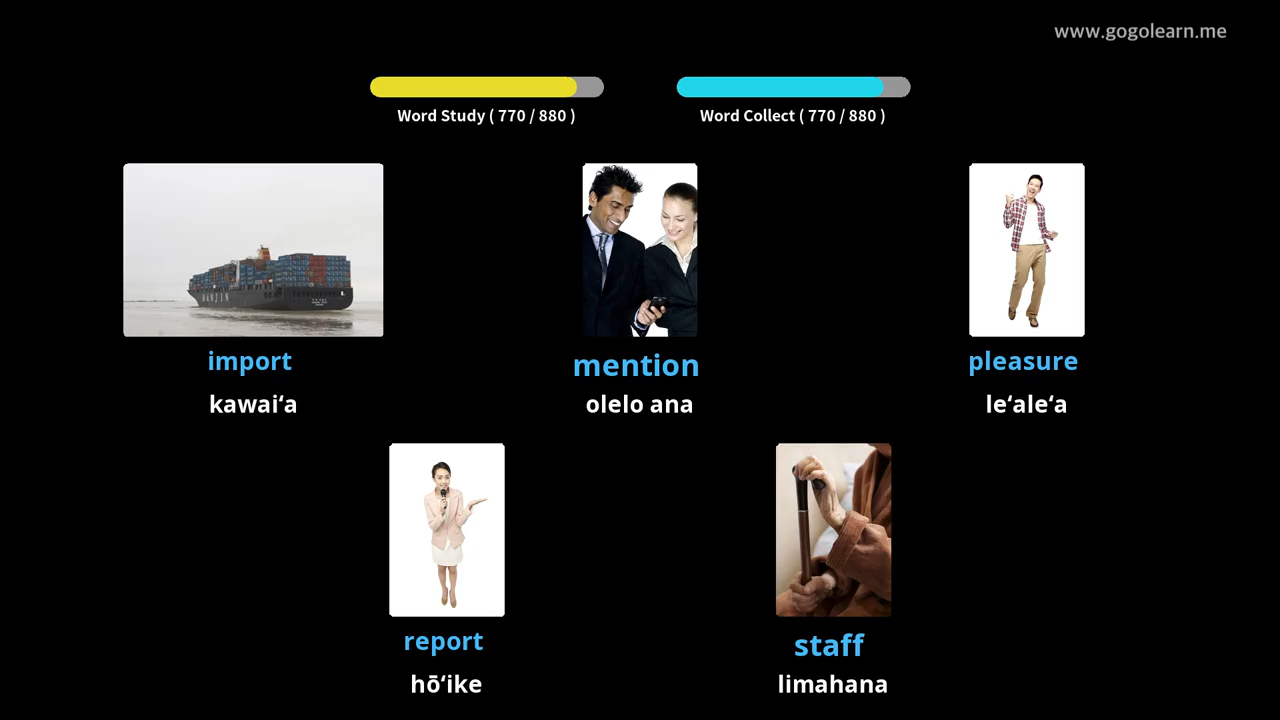 www.gogolearn.me
Word Study ( 770 / 880 )
Word Collect ( 770 / 880 )
import
kawaiʻa
mention
olelo ana
pleasure
leʻaleʻa
report
hōʻike
staff
limahana